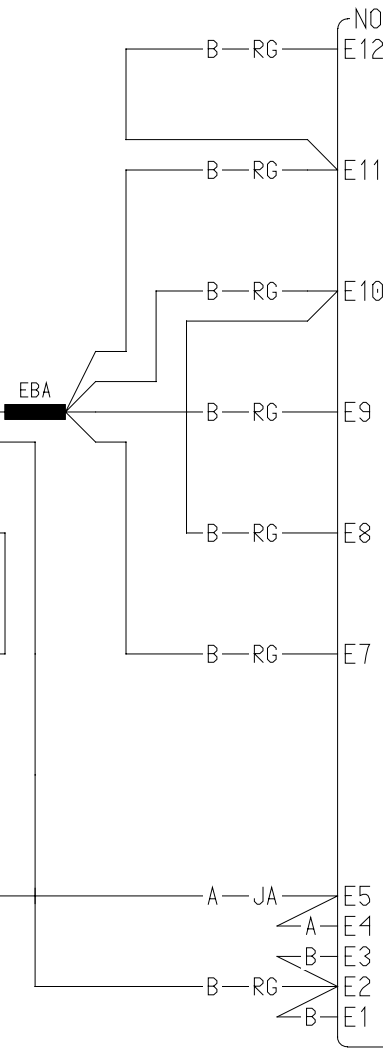 NO
B RG E12
B RG E11
B RG E10
EBA
B RG E9
B RG E8
B RG E7
A JA E5
A E4
B E3
B RG E2
B E1